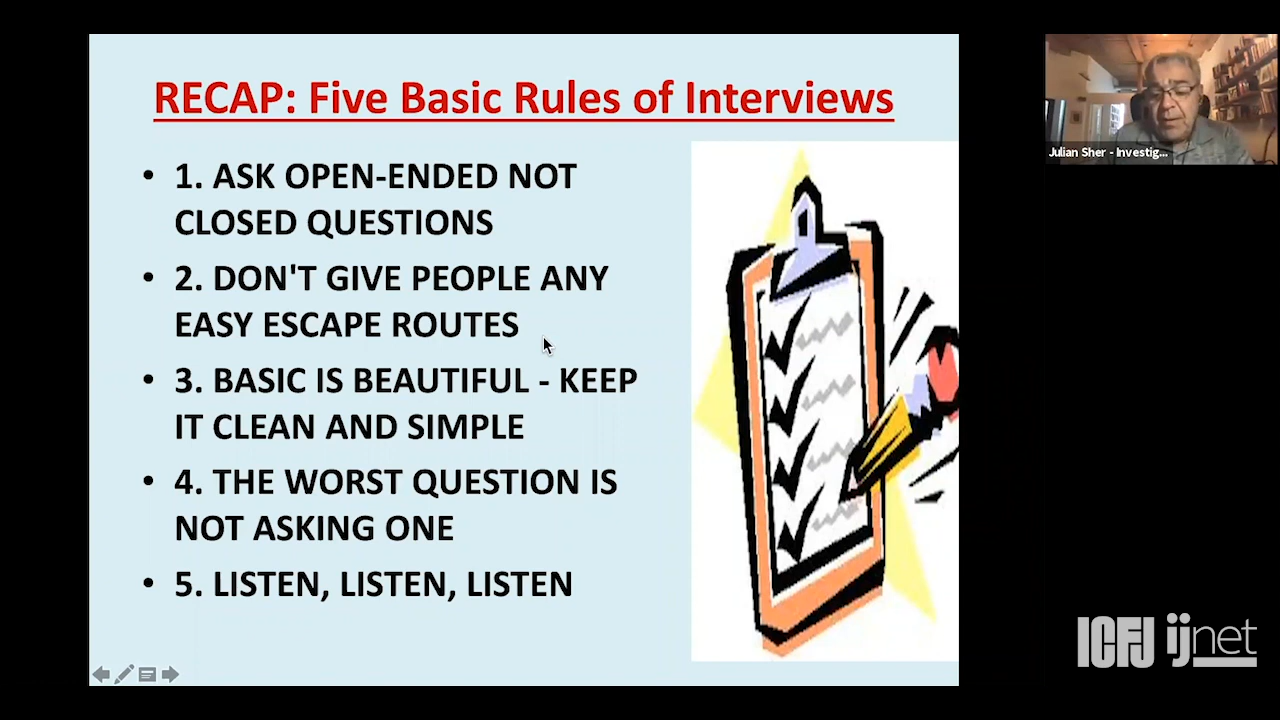 RECAP: Five Basic Rules of Interviews
• 1. ASK OPEN-ENDED NOT
CLOSED QUESTIONS
• 2. DON'T GIVE PEOPLE ANY
EASY ESCAPE ROUTES
• 3. BASIC IS BEAUTIFUL - KEEP
IT CLEAN AND SIMPLE
• 4. THE WORST QUESTION IS
NOT ASKING ONE
• 5. LISTEN, LISTEN, LISTEN
Julian Sher - Investig...
ICFJ ijnet